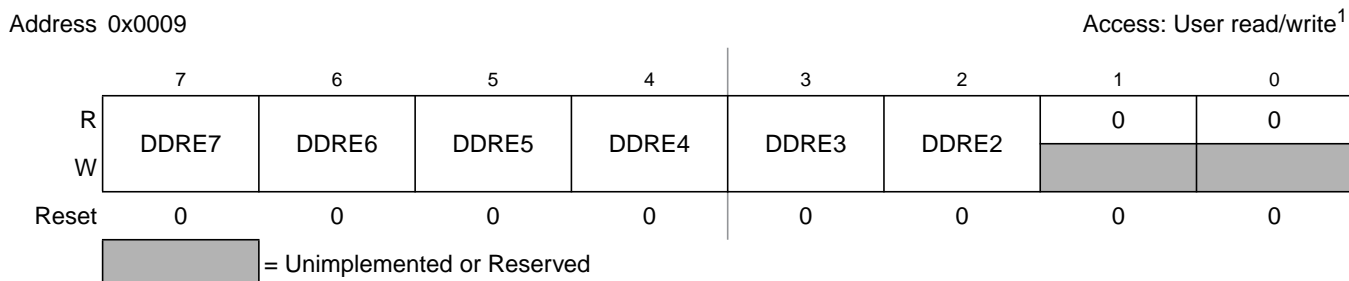 Address 0x0009 Access: User read/write1
7 6 5 4 3 2 1 0
R DDRE7 DDRE6 DDRE5 DDRE4 DDRE3 DDRE2 0 0
W
Reset 0 0 0 0 0 0 0 0
= Unimplemented or Reserved